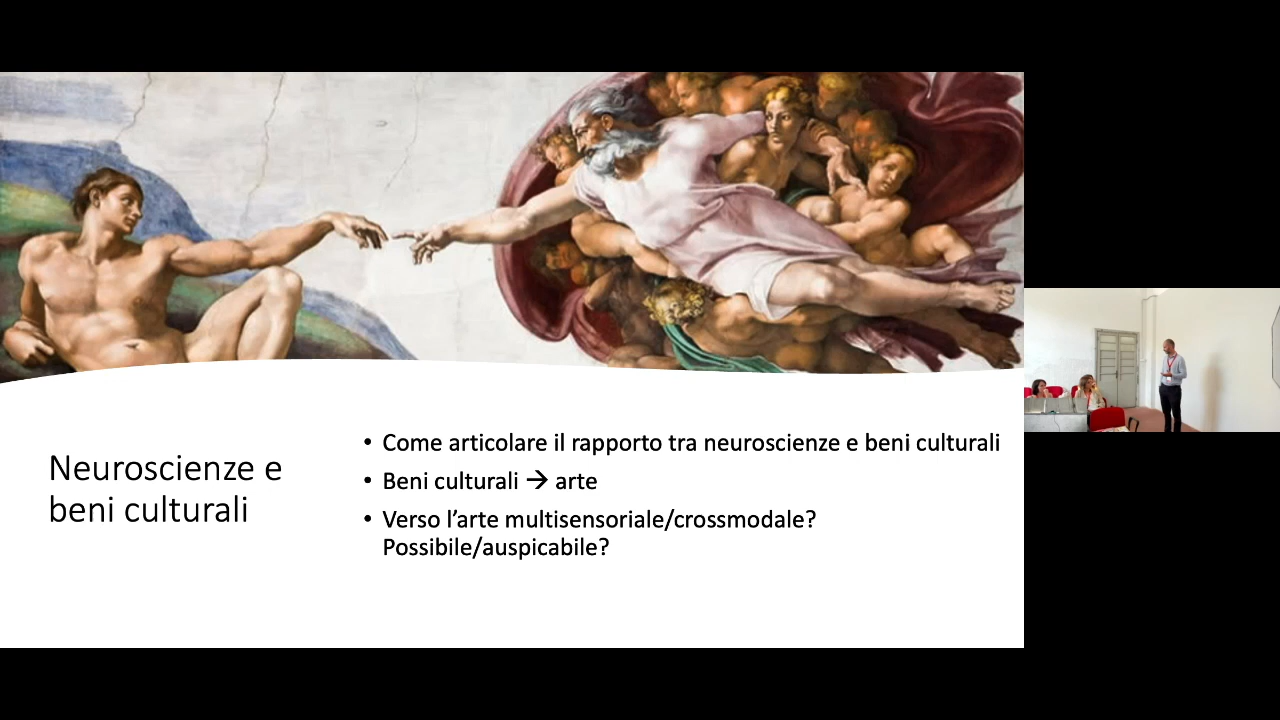 Neuroscienze e
beni culturali
• Come articolare il rapporto tra neuroscienze e beni culturali
• Beni culturali → arte
• Verso l’arte multisensoriale/crossmodale?
Possibile/auspicabile?